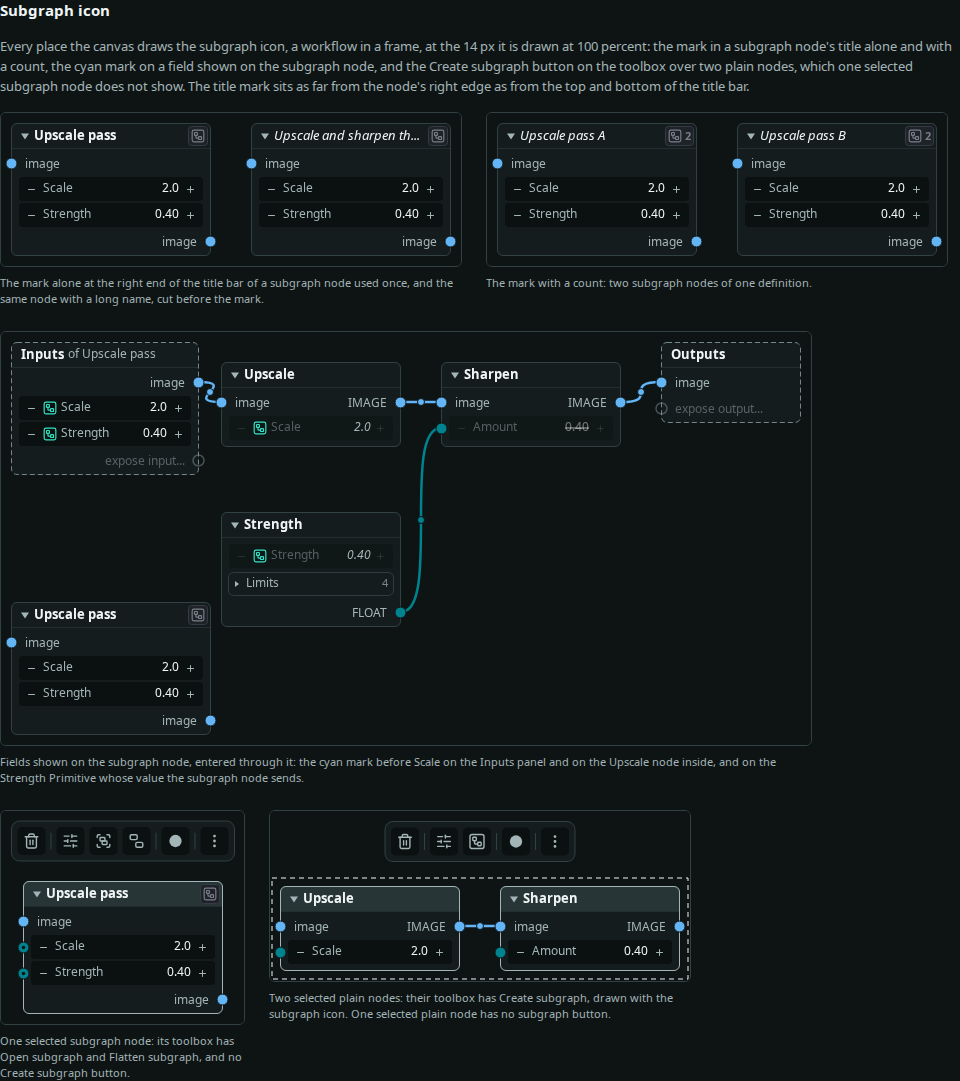 Subgraph icon
Every place the canvas draws the subgraph icon, a workflow in a frame, at the 14 px it is drawn at 100 percent: the mark in a subgraph node's title alone and with
a count, the cyan mark on a field shown on the subgraph node, and the Create subgraph button on the toolbox over two plain nodes, which one selected
subgraph node does not show. The title mark sits as far from the node's right edge as from the top and bottom of the title bar.
Upscale pass
image
− Scale 2.0 +
− Strength 0.40 +
image
Upscale and sharpen th...
image
− Scale 2.0 +
− Strength 0.40 +
image
Upscale pass A 2
image
− Scale 2.0 +
− Strength 0.40 +
image
Upscale pass B 2
image
− Scale 2.0 +
− Strength 0.40 +
image
The mark alone at the right end of the title bar of a subgraph node used once, and the
same node with a long name, cut before the mark.
The mark with a count: two subgraph nodes of one definition.
Inputs of Upscale pass
image
− Scale 2.0 +
− Strength 0.40 +
expose input...
Upscale
image IMAGE
− Scale 2.0 +
Sharpen
image IMAGE
− Amount 0.40 +
Outputs
image
expose output...
Strength
− Strength 0.40 +
Limits 4
FLOAT
Upscale pass
image
− Scale 2.0 +
− Strength 0.40 +
image
Fields shown on the subgraph node, entered through it: the cyan mark before Scale on the Inputs panel and on the Upscale node inside, and on the
Strength Primitive whose value the subgraph node sends.
Upscale pass
image
− Scale 2.0 +
− Strength 0.40 +
image
One selected subgraph node: its toolbox has
Open subgraph and Flatten subgraph, and no
Create subgraph button.
Upscale
image IMAGE
− Scale 2.0 +
Sharpen
image IMAGE
− Amount 0.40 +
Two selected plain nodes: their toolbox has Create subgraph, drawn with the
subgraph icon. One selected plain node has no subgraph button.